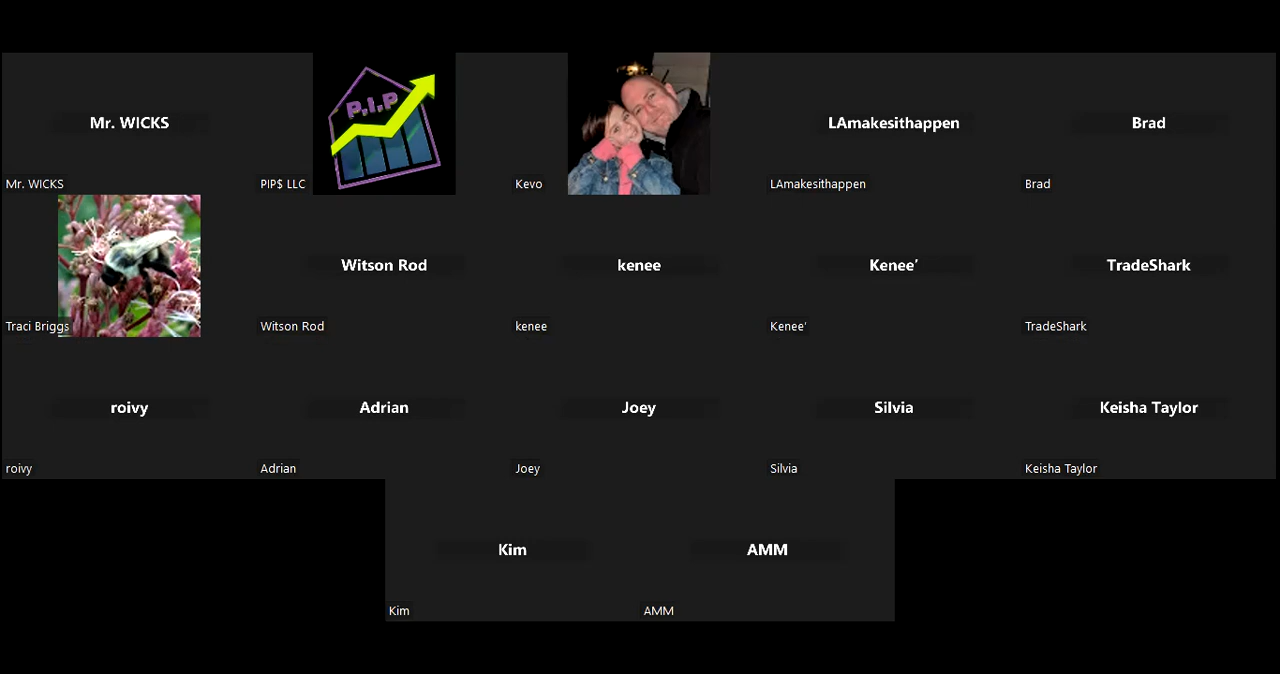 Mr. WICKS
Mr. WICKS
P.I.P
PIP$ LLC
Kevo
LAmakesithappen
LAmakesithappen
Brad
Brad
Traci Briggs
Witson Rod
Witson Rod
kenee
kenee
Kenee’
Kenee’
TradeShark
TradeShark
roivy
roivy
Adrian
Adrian
Joey
Joey
Silvia
Silvia
Keisha Taylor
Keisha Taylor
Kim
Kim
AMM
AMM